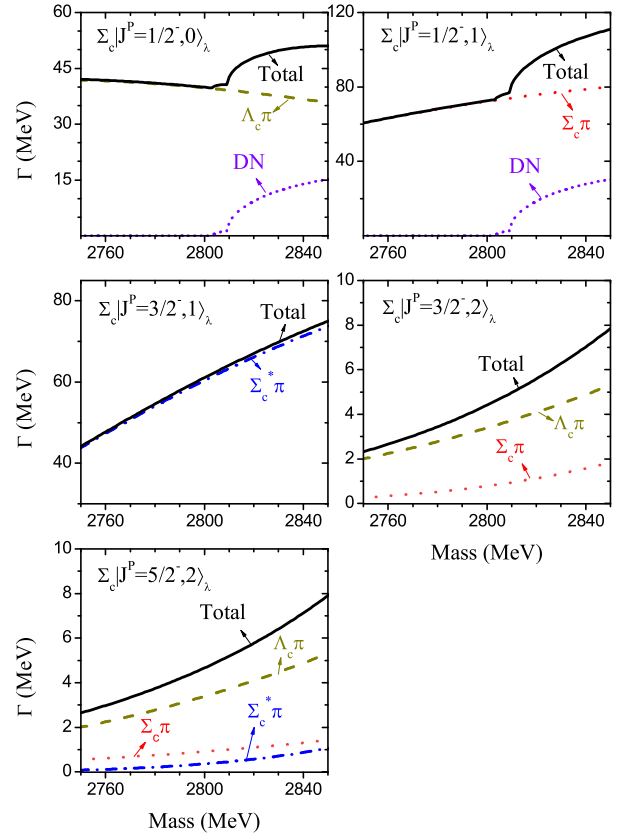 Σc|J^P=1/2^-,0⟩λ
Total
Λcπ
DN
Γ (MeV)
60
45
30
15
0
2760 2800 2840
Σc|J^P=1/2^-,1⟩λ
Total
Σcπ
DN
Γ (MeV)
120
80
40
2760 2800 2840
Σc|J^P=3/2^-,1⟩λ
Total
Σc*π
Γ (MeV)
80
60
40
2760 2800 2840
Σc|J^P=3/2^-,2⟩λ
Total
Λcπ
Σcπ
10
8
6
4
2
0
2760 2800 2840
Mass (MeV)
Σc|J^P=5/2^-,2⟩λ
Total
Λcπ
Σcπ
Σc*π
Γ (MeV)
10
8
6
4
2
0
2760 2800 2840
Mass (MeV)